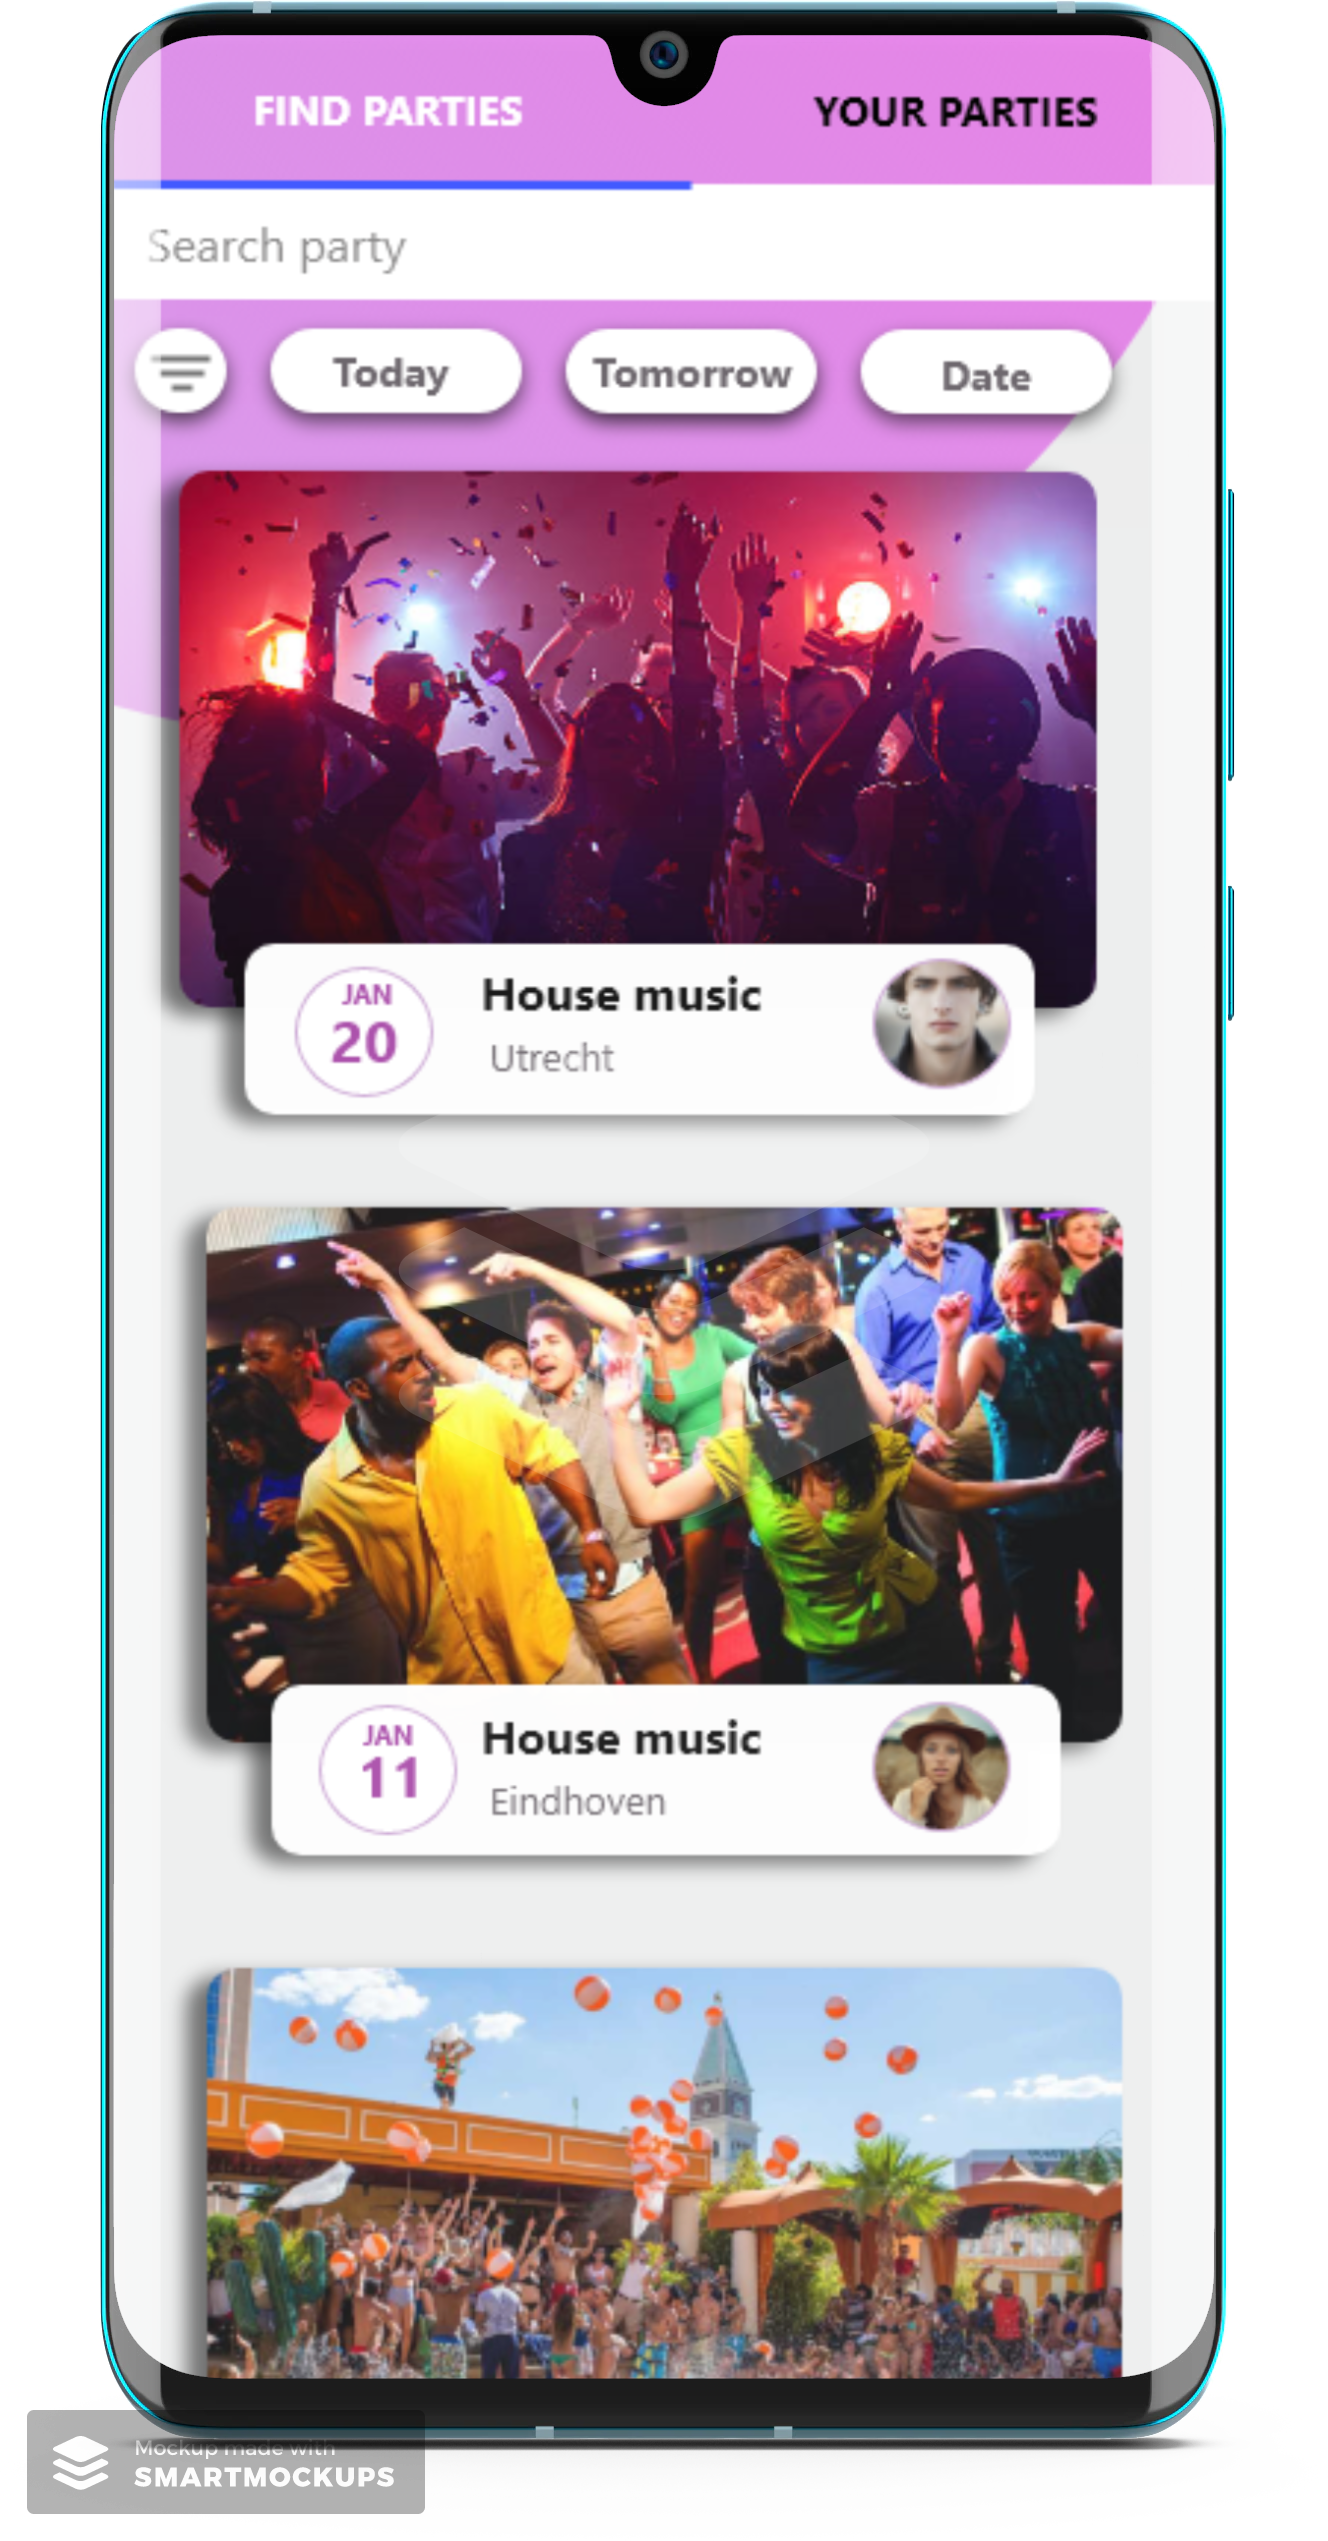 FIND PARTIES
YOUR PARTIES
Search party
Today
Tomorrow
Date
JAN
20
House music
Utrecht
JAN
11
House music
Eindhoven
Mockup made with
SMARTMOCKUPS